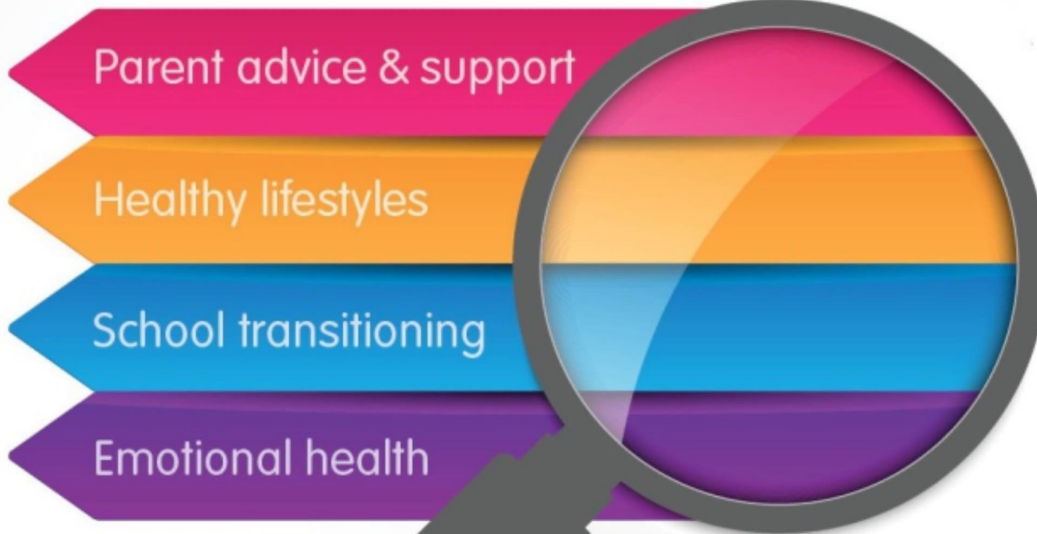 Parent advice & support
Healthy lifestyles
School transitioning
Emotional health